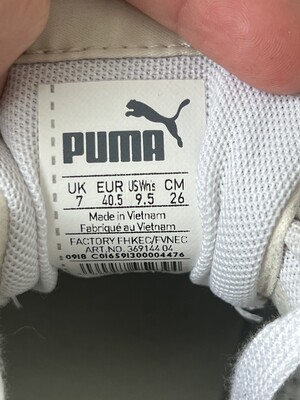 PUMA
UK EUR USWns CM
7 40.5 9.5 26
Made in Vietnam
Fabriqué au Vietnam
FACTORY FHKEC/FVNEC
ART.NO. 369144 04
0918 C016591300004476